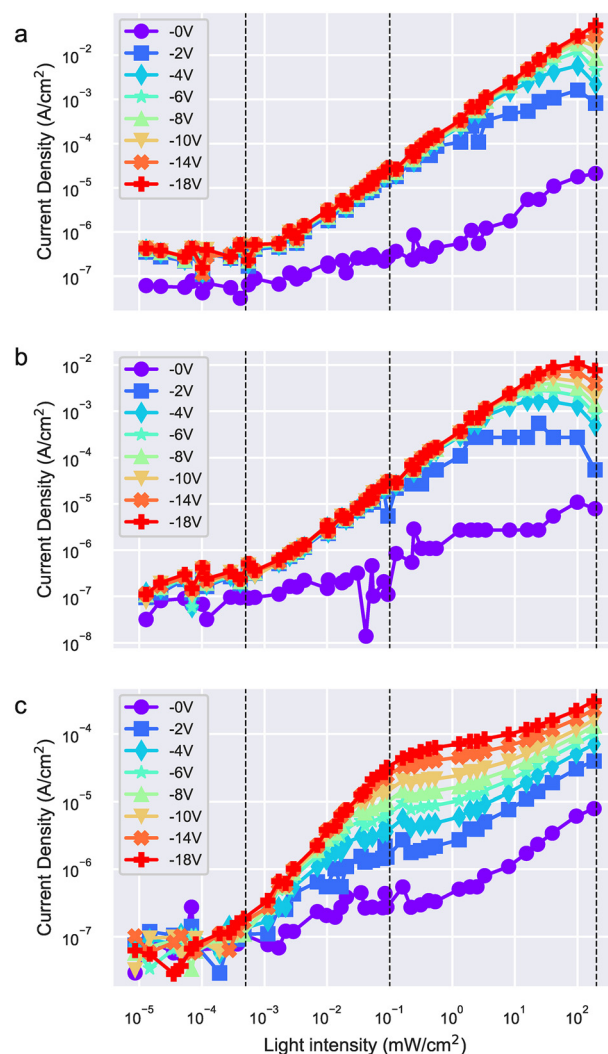 a
Current Density (A/cm²)
10⁻²
10⁻³
10⁻⁴
10⁻⁵
10⁻⁶
10⁻⁷
-0V
-2V
-4V
-6V
-8V
-10V
-14V
-18V
b
Current Density (A/cm²)
10⁻²
10⁻³
10⁻⁴
10⁻⁵
10⁻⁶
10⁻⁷
10⁻⁸
-0V
-2V
-4V
-6V
-8V
-10V
-14V
-18V
c
Current Density (A/cm²)
10⁻⁴
10⁻⁵
10⁻⁶
10⁻⁷
-0V
-2V
-4V
-6V
-8V
-10V
-14V
-18V
10⁻⁵ 10⁻⁴ 10⁻³ 10⁻² 10⁻¹ 10⁰ 10¹ 10²
Light intensity (mW/cm²)